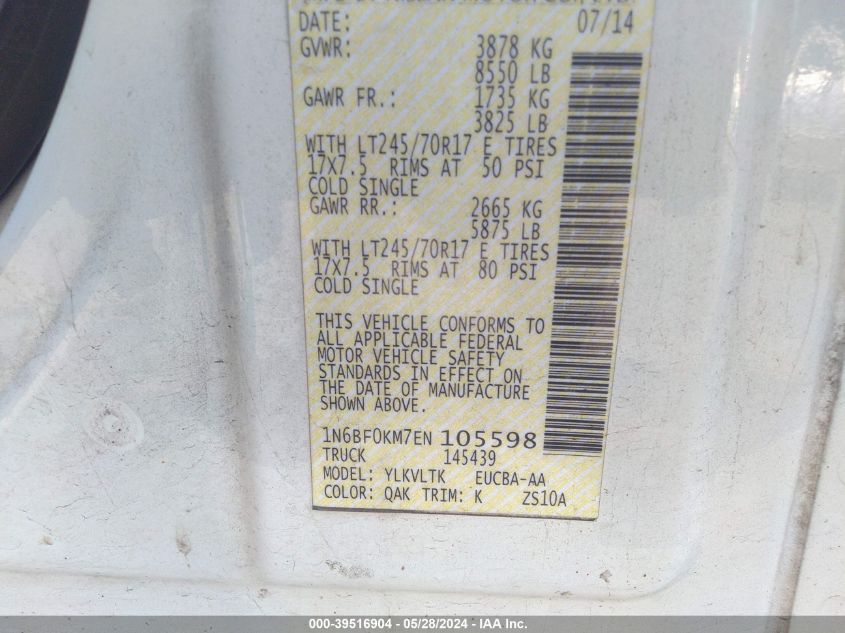 DATE: 07/14
GVWR: 3878 KG
8550 LB
GAWR FR.: 1735 KG
3825 LB
WITH LT245/70R17 E TIRES
17X7.5 RIMS AT 50 PSI
COLD SINGLE
GAWR RR.: 2665 KG
5875 LB
WITH LT245/70R17 E TIRES
17X7.5 RIMS AT 80 PSI
COLD SINGLE
THIS VEHICLE CONFORMS TO
ALL APPLICABLE FEDERAL
MOTOR VEHICLE SAFETY
STANDARDS IN EFFECT ON
THE DATE OF MANUFACTURE
SHOWN ABOVE.
1N6BF0KM7EN 105598
TRUCK 145439
MODEL: YLKVLTK EUCBA-AA
COLOR: QAK TRIM: K ZS10A
000-39516904 - 05/28/2024 - IAA Inc.